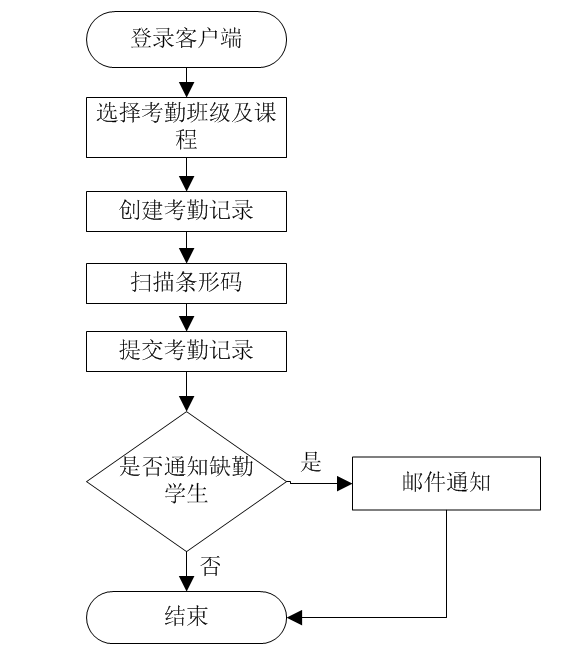 登录客户端
选择考勤班级及课
程
创建考勤记录
扫描条形码
提交考勤记录
是否通知缺勤
学生
是
邮件通知
否
结束